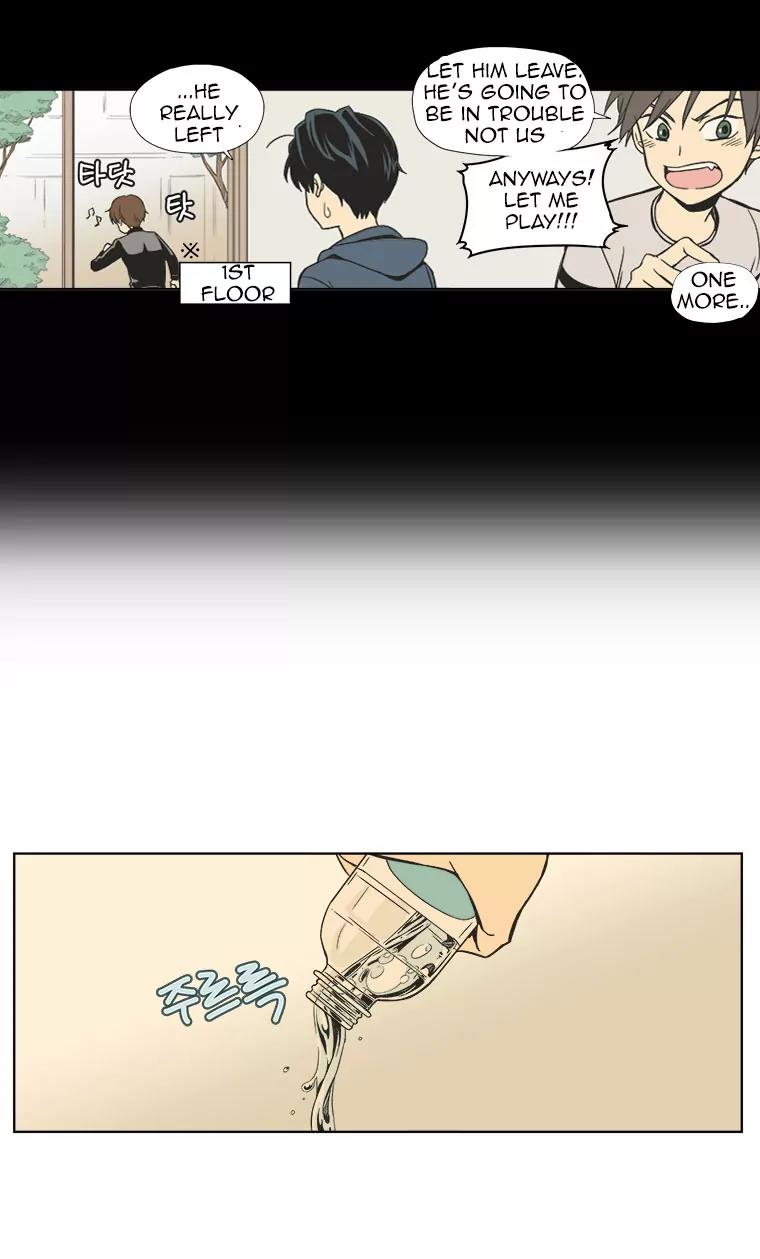 ...HE
REALLY
LEFT
타닷
탓
※
1ST
FLOOR
LET HIM LEAVE.
HE'S GOING TO
BE IN TROUBLE
NOT US
ANYWAYS!
LET ME
PLAY!!!
ONE
MORE..
주르륵